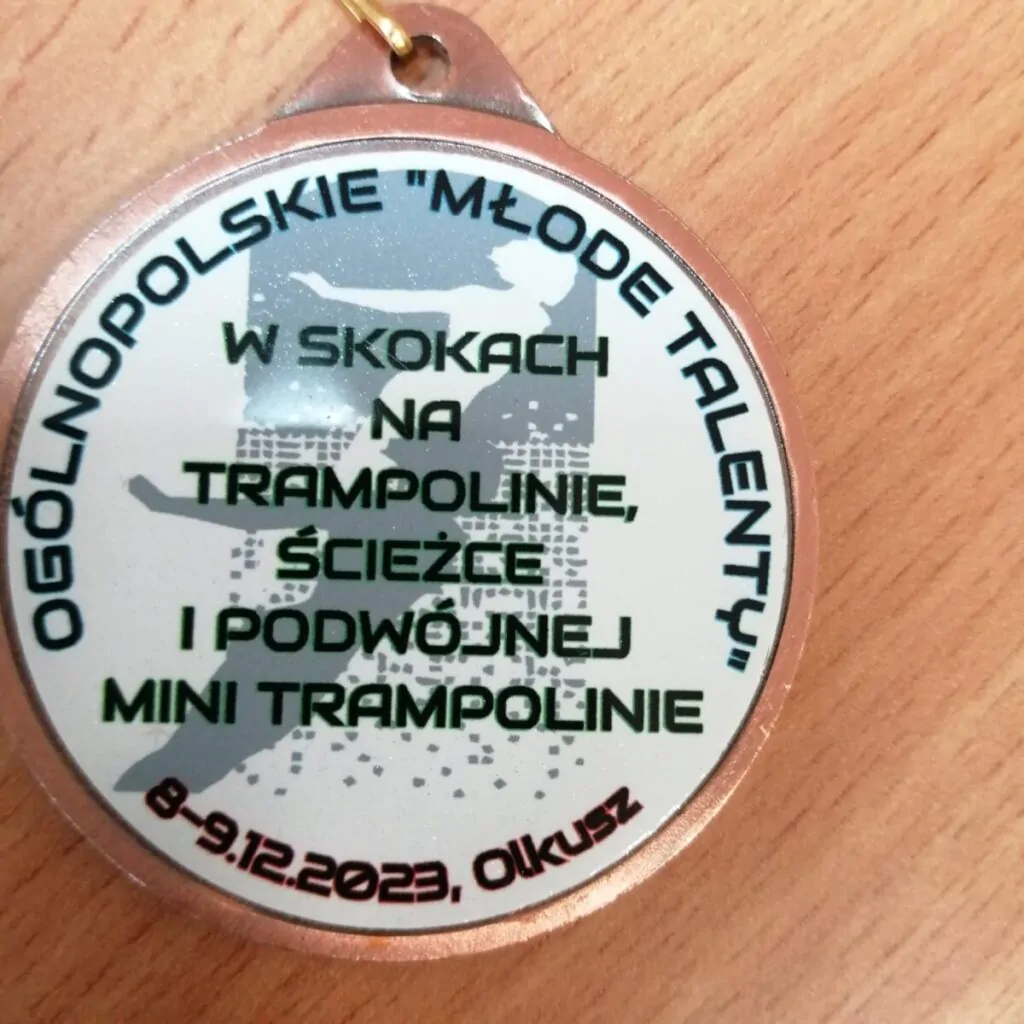 OGÓLNOPOLSKIE "MŁODE TALENTY"
W SKOKACH
NA
TRAMPOLINIE,
ŚCIEŻCE
I PODWÓJNEJ
MINI TRAMPOLINIE
8-9.12.2023, Olkusz